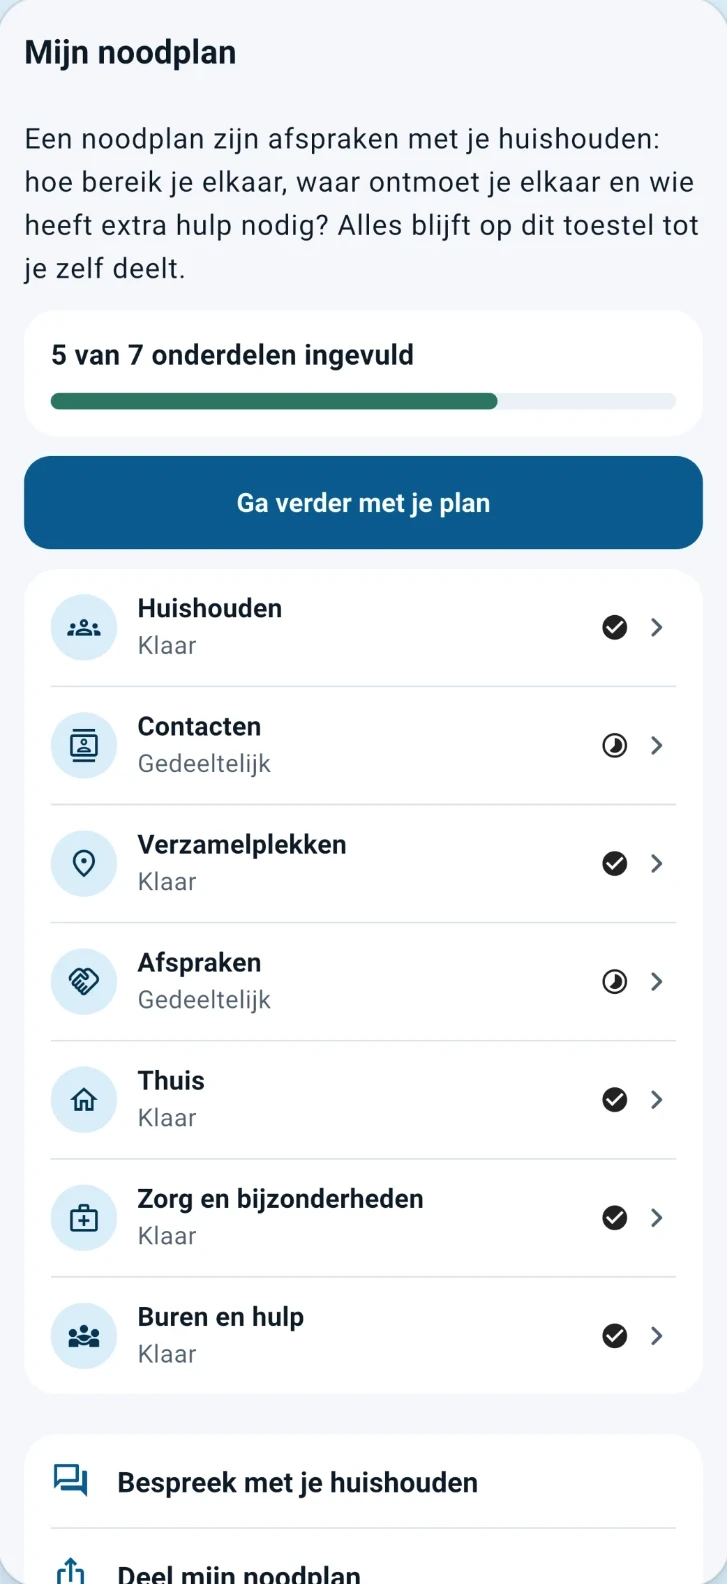 Mijn noodplan
Een noodplan zijn afspraken met je huishouden:
hoe bereik je elkaar, waar ontmoet je elkaar en wie
heeft extra hulp nodig? Alles blijft op dit toestel tot
je zelf deelt.
5 van 7 onderdelen ingevuld
Ga verder met je plan
Huishouden
Klaar
Contacten
Gedeeltelijk
Verzamelplekken
Klaar
Afspraken
Gedeeltelijk
Thuis
Klaar
Zorg en bijzonderheden
Klaar
Buren en hulp
Klaar
Bespreek met je huishouden
Deel mijn noodplan